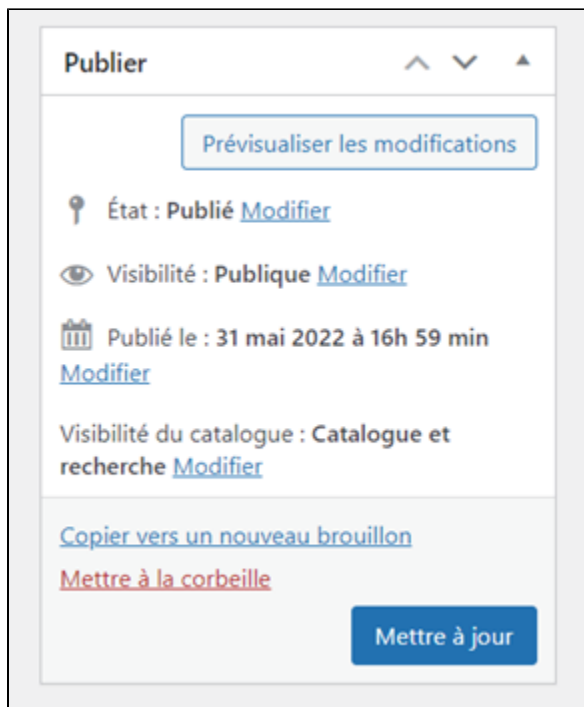 Publier
Prévisualiser les modifications
État : Publié Modifier
Visibilité : Publique Modifier
Publié le : 31 mai 2022 à 16h 59 min
Modifier
Visibilité du catalogue : Catalogue et
recherche Modifier
Copier vers un nouveau brouillon
Mettre à la corbeille
Mettre à jour